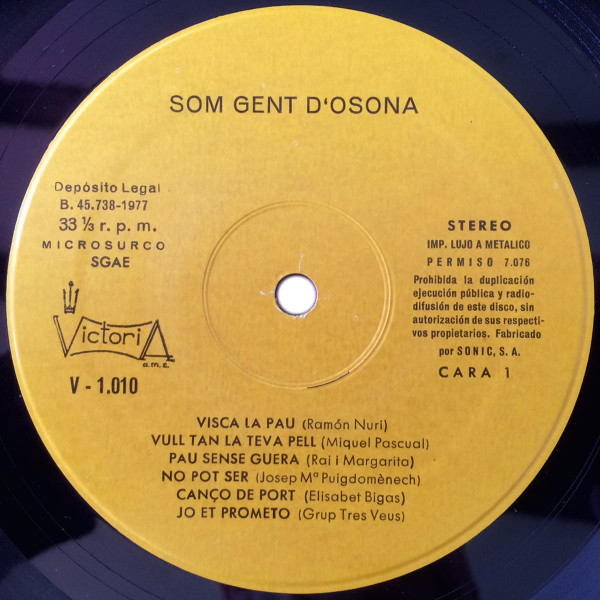 SOM GENT D'OSONA
Depósito Legal
B. 45.738-1977
33 ⅓ r. p. m.
MICROSURCO
SGAE
VictoriA
a.m.e.
V - 1.010
STEREO
IMP. LUJO A METALICO
PERMISO 7.076
Prohibida la duplicación
ejecución pública y radio-
difusión de este disco, sin
autorización de sus respecti-
vos propietarios. Fabricado
por SONIC, S. A.
CARA 1
VISCA LA PAU (Ramón Nuri)
VULL TAN LA TEVA PELL (Miquel Pascual)
PAU SENSE GUERA (Rai i Margarita)
NO POT SER (Josep Mª Puigdomènech)
CANÇO DE PORT (Elisabet Bigas)
JO ET PROMETO (Grup Tres Veus)